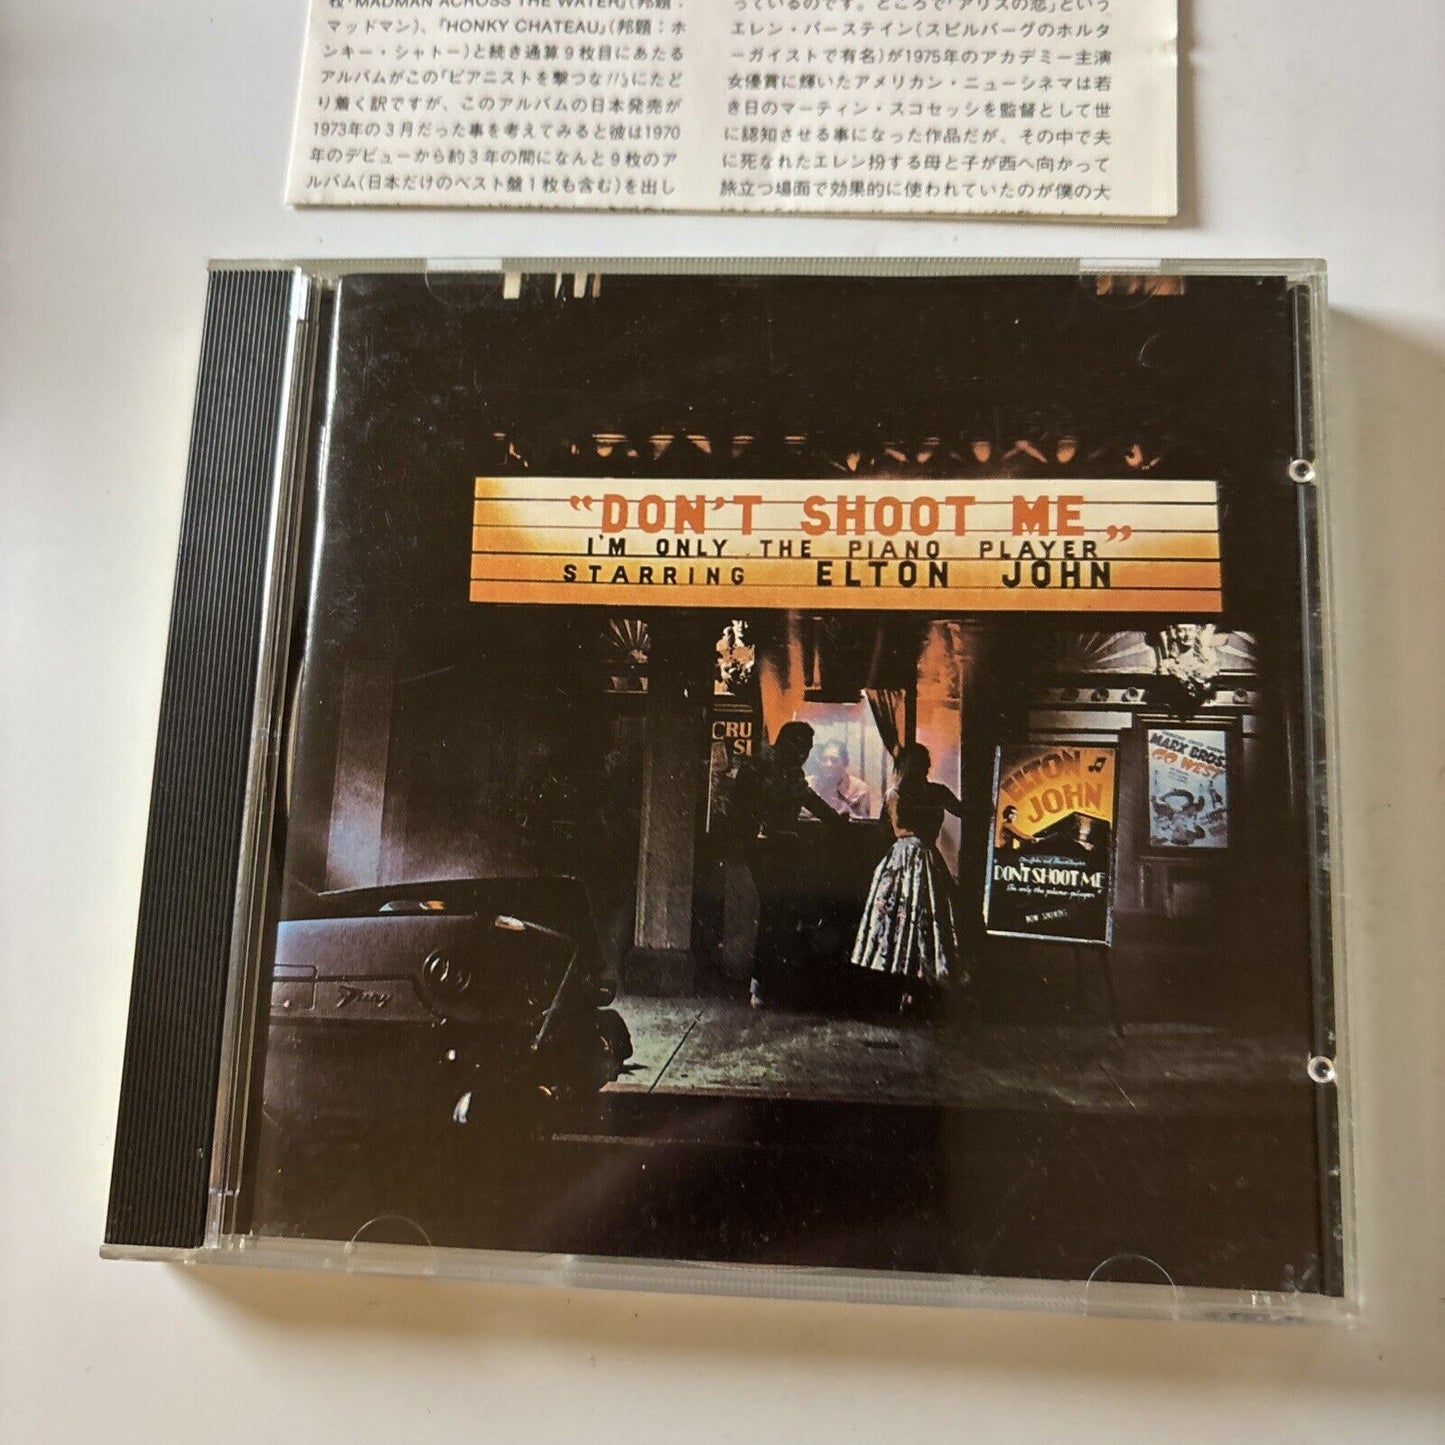 「MADMAN ACROSS THE WATER」(邦題：
マッドマン)、「HONKY CHATEAU」(邦題：ホ
ンキー・シャトー)と続き通算9枚目にあたる
アルバムがこの「ピアニストを撃つな!!」にたど
り着く訳ですが、このアルバムの日本発売が
1973年の3月だった事を考えてみると彼は1970
年のデビューから約3年の間になんと9枚のア
ルバム(日本だけのベスト盤1枚も含む)を出し
っているのです。ところで「アリスの恋」という
エレン・バーステイン(スピルバーグのホルタ
ーガイストで有名)が1975年のアカデミー主演
女優賞に輝いたアメリカン・ニューシネマは若
き日のマーティン・スコセッシを監督として世
に認知させる事になった作品だが、その中で夫
に死なれたエレン扮する母と子が西へ向かって
旅立つ場面で効果的に使われていたのが僕の大
"DON'T SHOOT ME"
I'M ONLY THE PIANO PLAYER
STARRING ELTON JOHN
CRU
SI
ELTON
JOHN
DON'T SHOOT ME
I'm only the piano player
NOW SHOWING
MARX BROS.
GO WEST
Fury